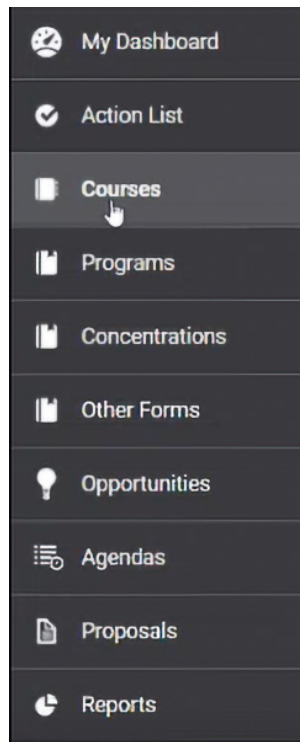 My Dashboard
Action List
Courses
Programs
Concentrations
Other Forms
Opportunities
Agendas
Proposals
Reports